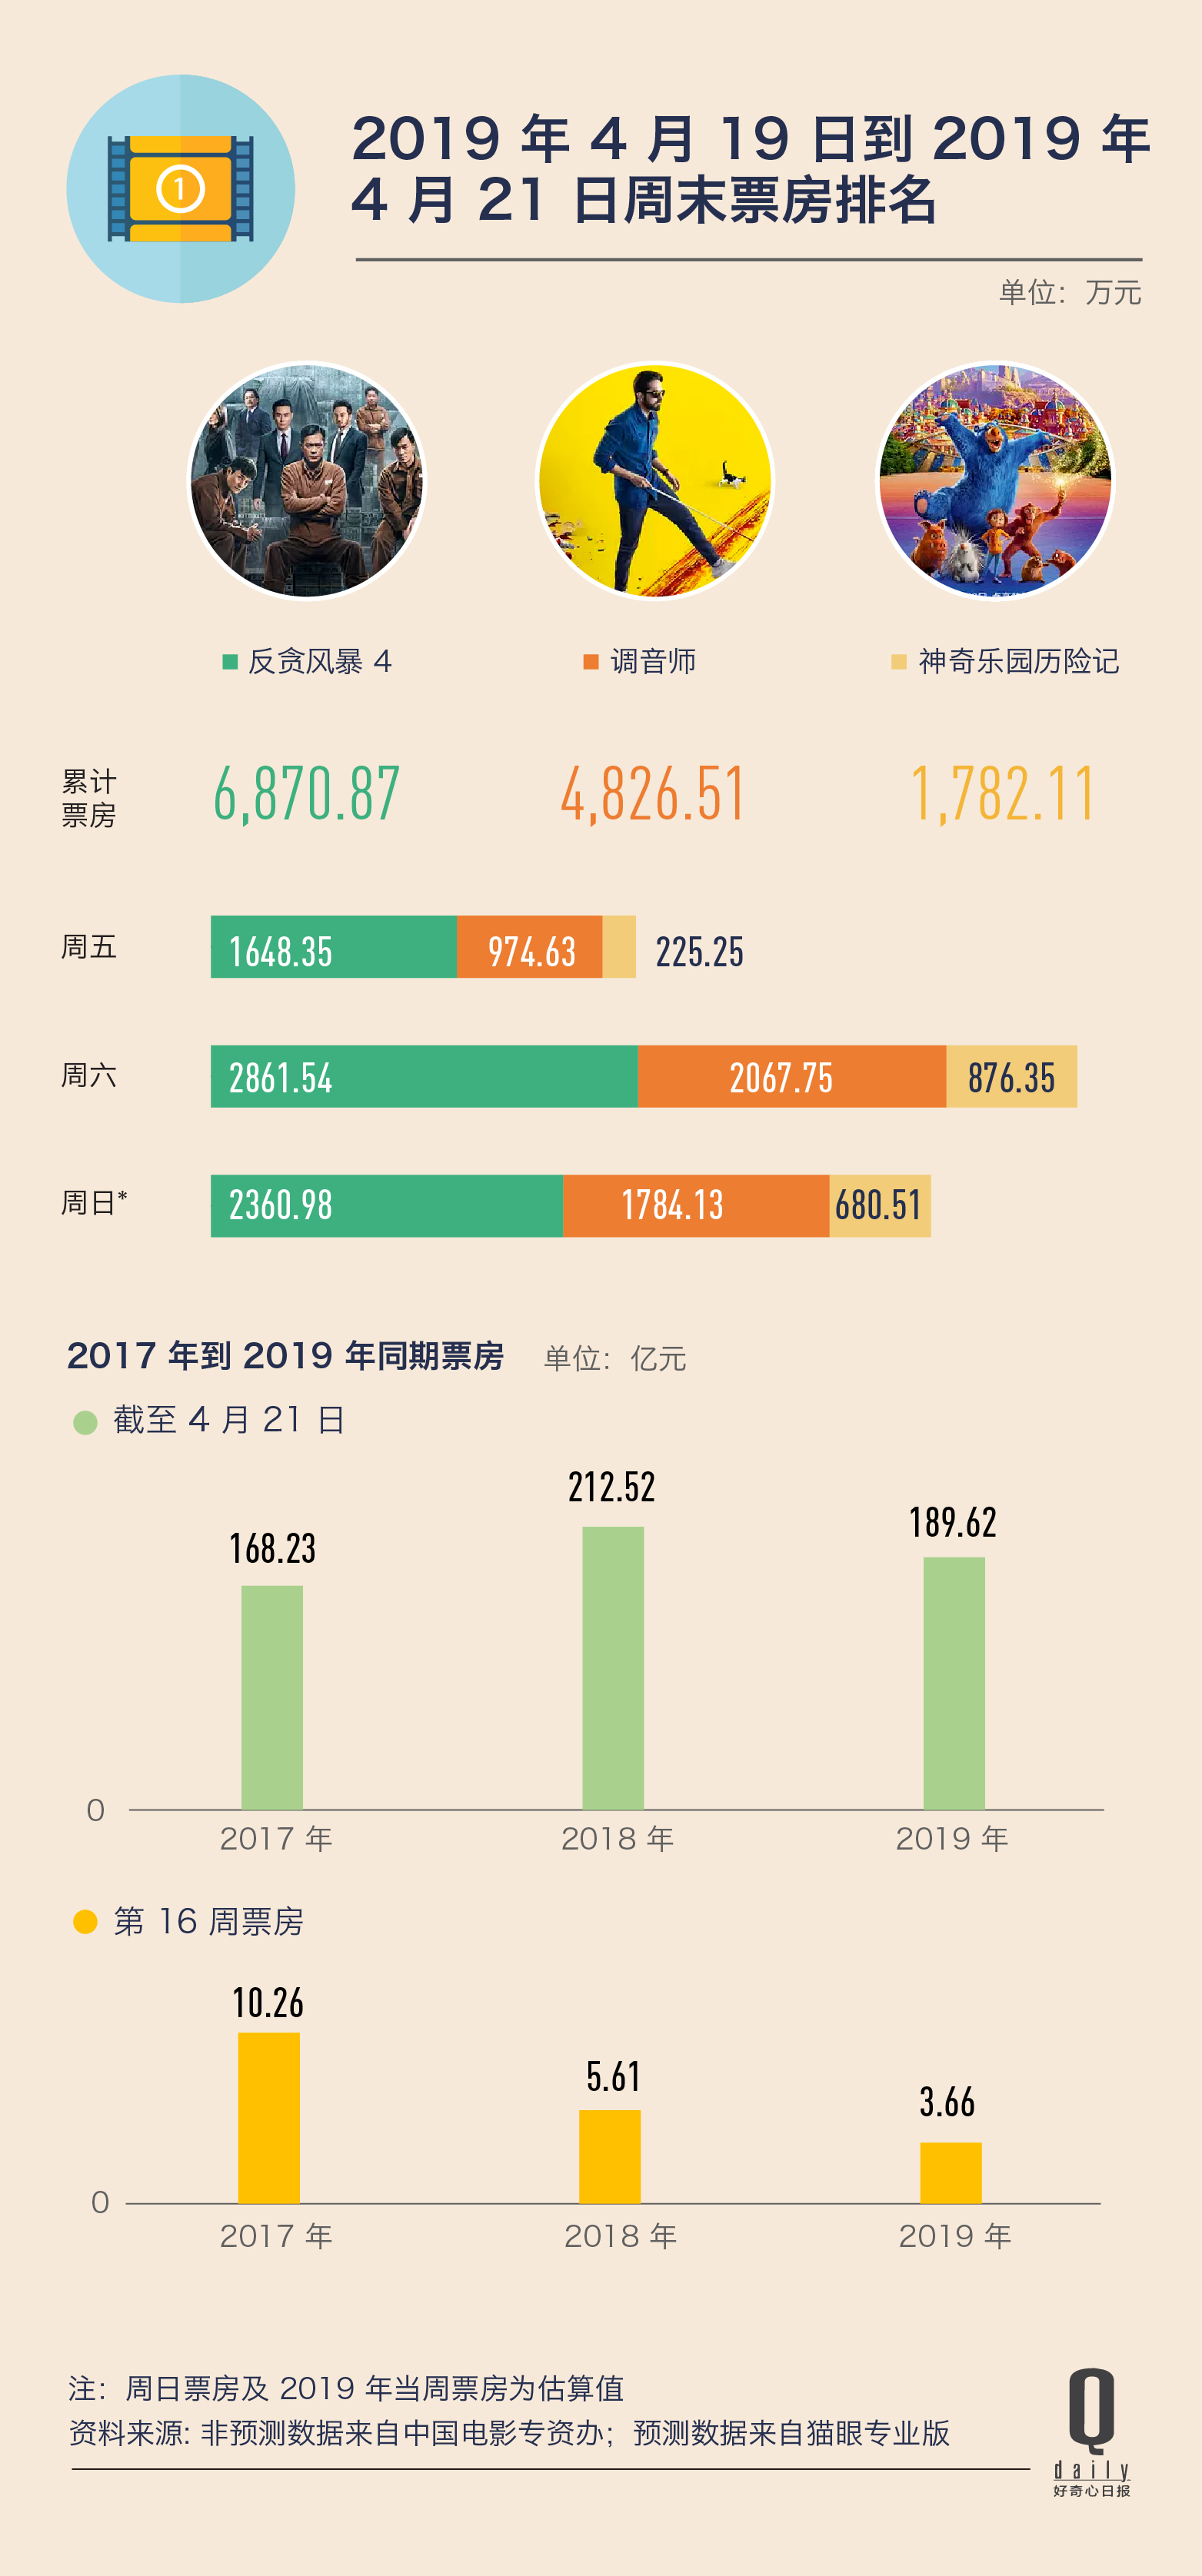 1
2019 年 4 月 19 日到 2019 年
4 月 21 日周末票房排名
单位：万元
反贪风暴 4
调音师
神奇乐园历险记
累计
票房
6,870.87
4,826.51
1,782.11
周五
1648.35
974.63
225.25
周六
2861.54
2067.75
876.35
周日*
2360.98
1784.13
680.51
2017 年到 2019 年同期票房 单位：亿元
截至 4 月 21 日
168.23
212.52
189.62
0
2017 年
2018 年
2019 年
第 16 周票房
10.26
5.61
3.66
0
2017 年
2018 年
2019 年
注：周日票房及 2019 年当周票房为估算值
资料来源: 非预测数据来自中国电影专资办；预测数据来自猫眼专业版
Q
daily
好奇心日报